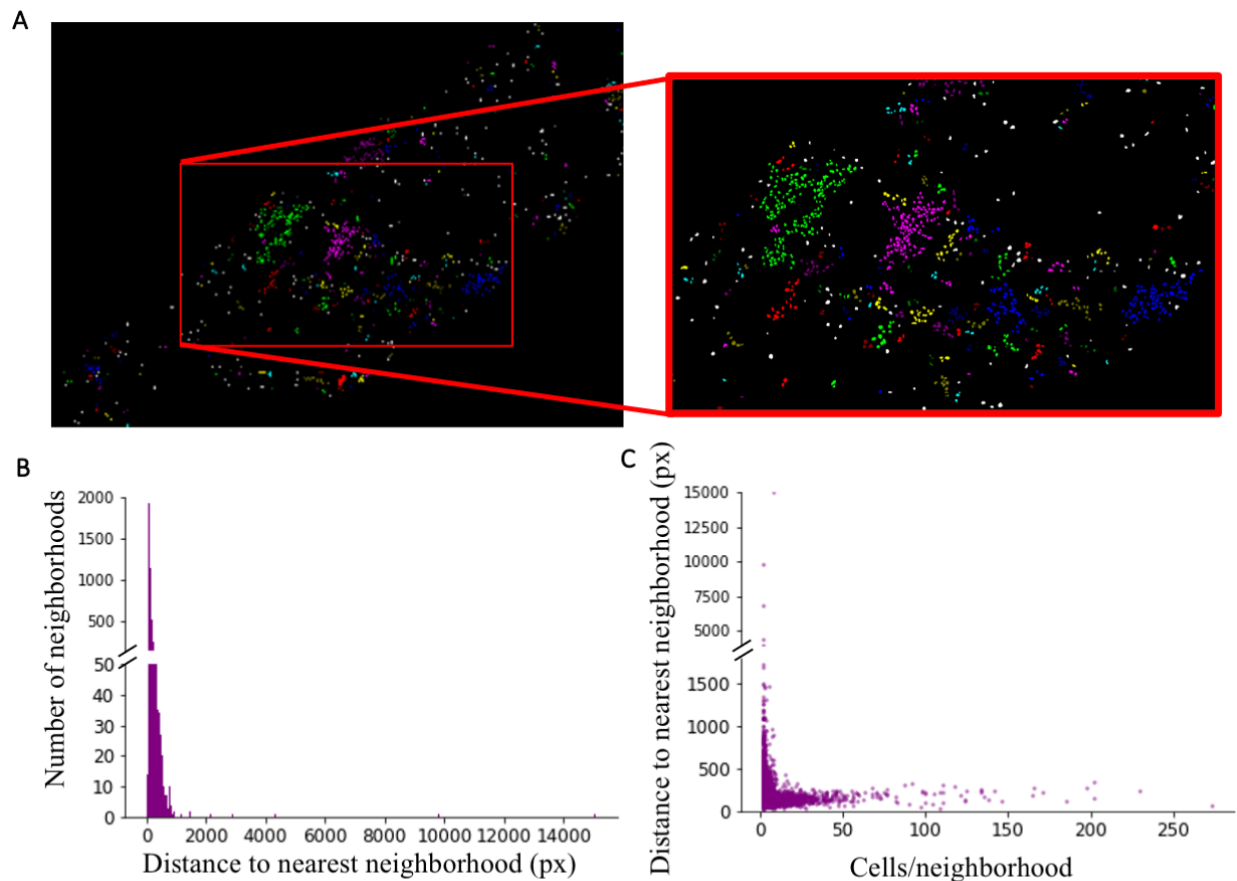 A
B
Number of neighborhoods
2000
1500
1000
500
50
40
30
20
10
0
0 2000 4000 6000 8000 10000 12000 14000
Distance to nearest neighborhood (px)
C
Distance to nearest neighborhood (px)
15000
12500
10000
7500
5000
1500
1000
500
0
0 50 100 150 200 250
Cells/neighborhood